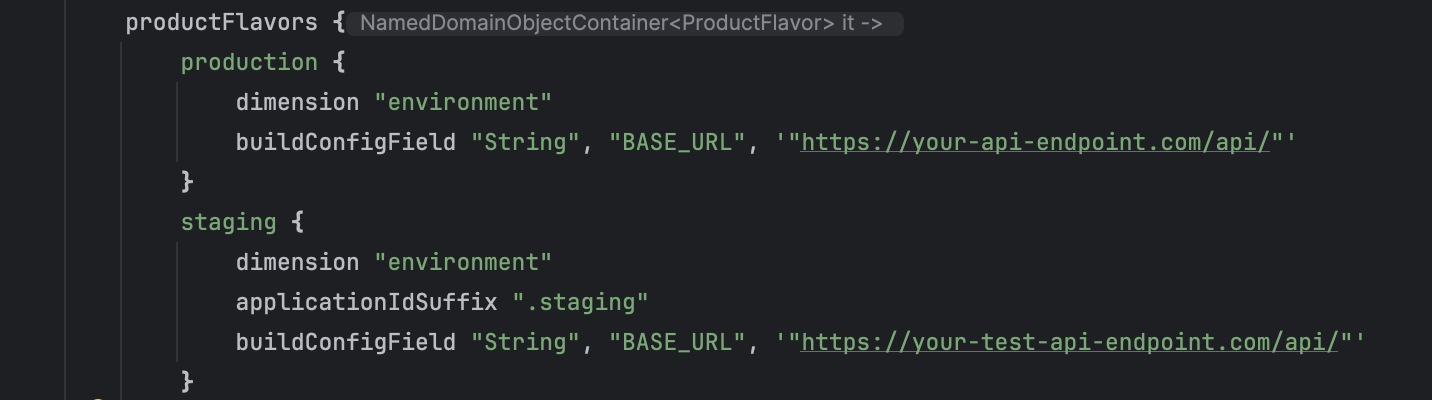 productFlavors { NamedDomainObjectContainer<ProductFlavor> it ->
production {
dimension "environment"
buildConfigField "String", "BASE_URL", '"https://your-api-endpoint.com/api/"'
}
staging {
dimension "environment"
applicationIdSuffix ".staging"
buildConfigField "String", "BASE_URL", '"https://your-test-api-endpoint.com/api/"'
}